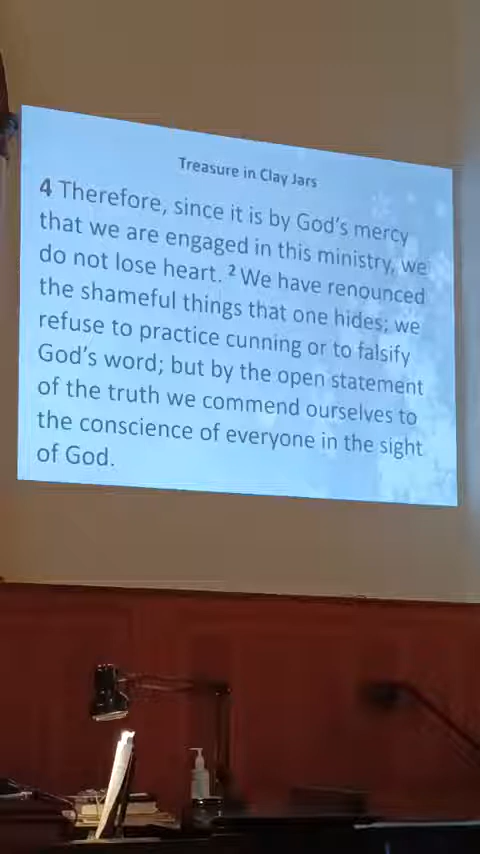 Treasure in Clay Jars
4 Therefore, since it is by God's mercy
that we are engaged in this ministry, we
do not lose heart. 2 We have renounced
the shameful things that one hides; we
refuse to practice cunning or to falsify
God's word; but by the open statement
of the truth we commend ourselves to
the conscience of everyone in the sight
of God.